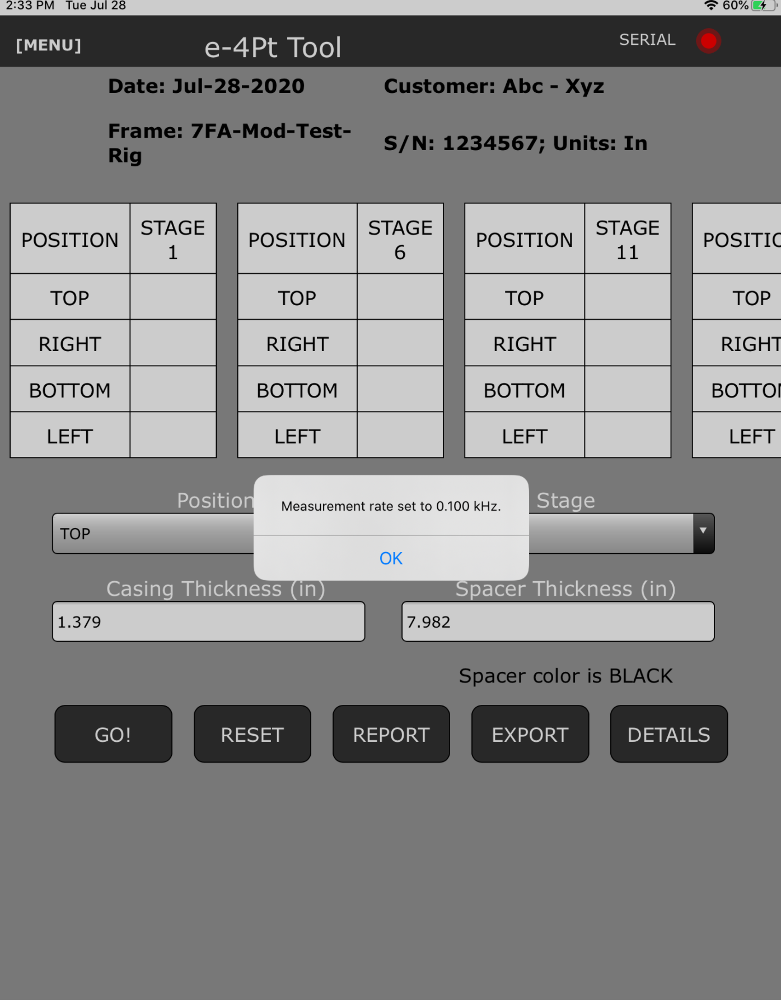 2:33 PM Tue Jul 28 60%
[MENU] e-4Pt Tool SERIAL
Date: Jul-28-2020 Customer: Abc - Xyz
Frame: 7FA-Mod-Test-
Rig
S/N: 1234567; Units: In
POSITION STAGE 1 POSITION STAGE 6 POSITION STAGE 11 POSITIO
TOP TOP TOP TOP
RIGHT RIGHT RIGHT RIGHT
BOTTOM BOTTOM BOTTOM BOTTO
LEFT LEFT LEFT LEFT
Position Stage
Measurement rate set to 0.100 kHz.
TOP
OK
Casing Thickness (in) Spacer Thickness (in)
1.379 7.982
Spacer color is BLACK
GO! RESET REPORT EXPORT DETAILS